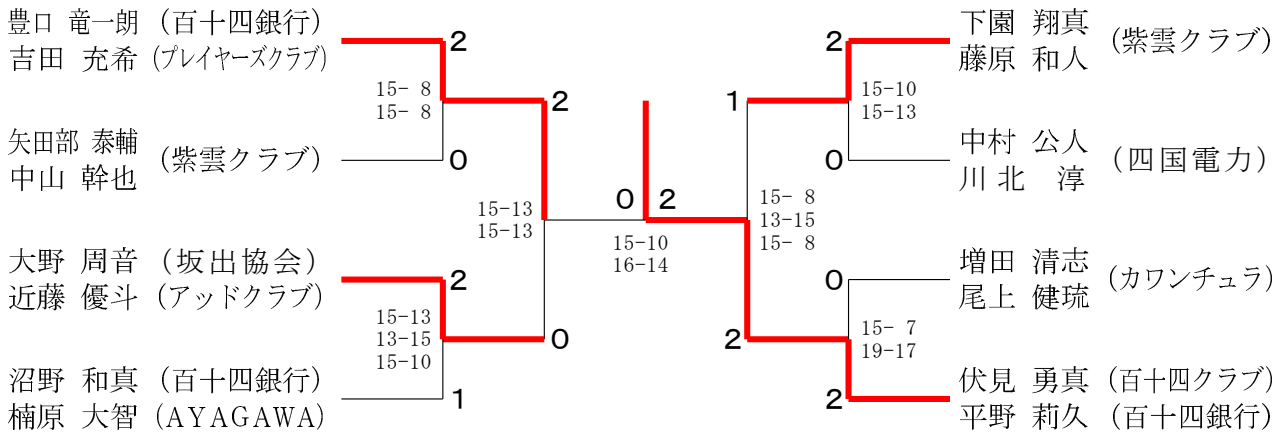 豊口 竜一朗 (百十四銀行)
吉田 充希 (プレイヤーズクラブ)
矢田部 泰輔
中山 幹也
(紫雲クラブ)
大野 周音 (坂出協会)
近藤 優斗 (アッドクラブ)
沼野 和真 (百十四銀行)
楠原 大智 (AYAGAWA)
2
15- 8
15- 8
0
2
15-13
15-13
2
15-13
13-15
15-10
0
1
0 2
15-10
16-14
1
15- 8
13-15
15- 8
2
2
15-10
15-13
0
0
15- 7
19-17
2
下園 翔真
藤原 和人
(紫雲クラブ)
中村 公人
川北 淳
(四国電力)
増田 清志
尾上 健琉
(カワンチュラ)
伏見 勇真 (百十四クラブ)
平野 莉久 (百十四銀行)